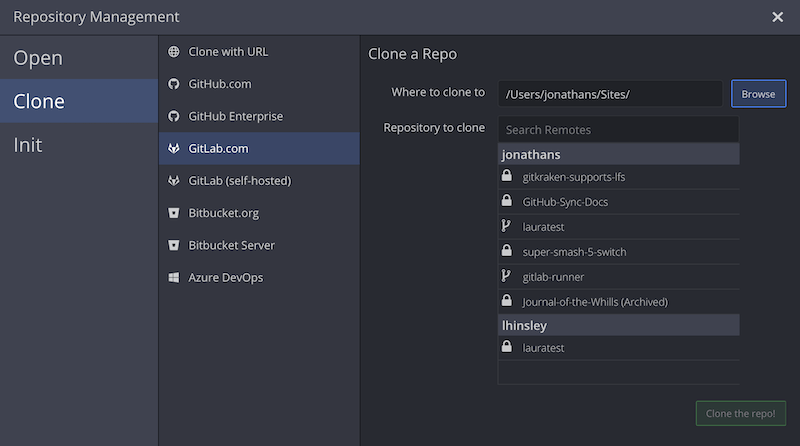 Repository Management
Open
Clone
Init
Clone with URL
GitHub.com
GitHub Enterprise
GitLab.com
GitLab (self-hosted)
Bitbucket.org
Bitbucket Server
Azure DevOps
Clone a Repo
Where to clone to
/Users/jonathans/Sites/
Browse
Repository to clone
Search Remotes
jonathans
gitkraken-supports-lfs
GitHub-Sync-Docs
lauratest
super-smash-5-switch
gitlab-runner
Journal-of-the-Whills (Archived)
lhinsley
lauratest
Clone the repo!